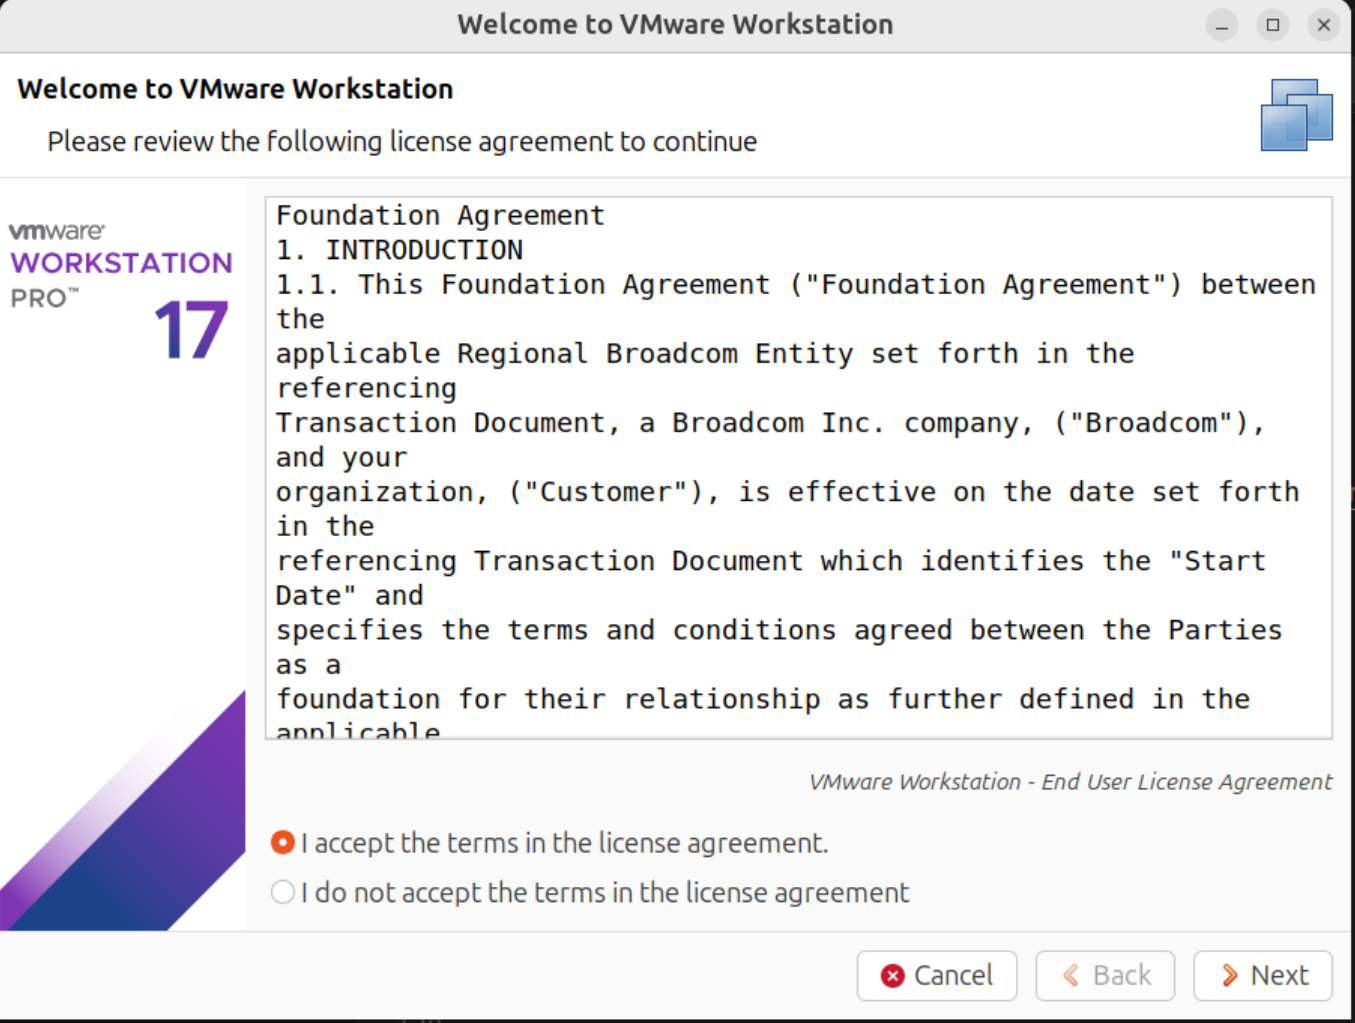 Welcome to VMware Workstation
Welcome to VMware Workstation
Please review the following license agreement to continue
vmware®
WORKSTATION
PRO™
17
Foundation Agreement
1. INTRODUCTION
1.1. This Foundation Agreement ("Foundation Agreement") between
the
applicable Regional Broadcom Entity set forth in the
referencing
Transaction Document, a Broadcom Inc. company, ("Broadcom"),
and your
organization, ("Customer"), is effective on the date set forth
in the
referencing Transaction Document which identifies the "Start
Date" and
specifies the terms and conditions agreed between the Parties
as a
foundation for their relationship as further defined in the
applicable
VMware Workstation - End User License Agreement
I accept the terms in the license agreement.
I do not accept the terms in the license agreement
Cancel
Back
Next